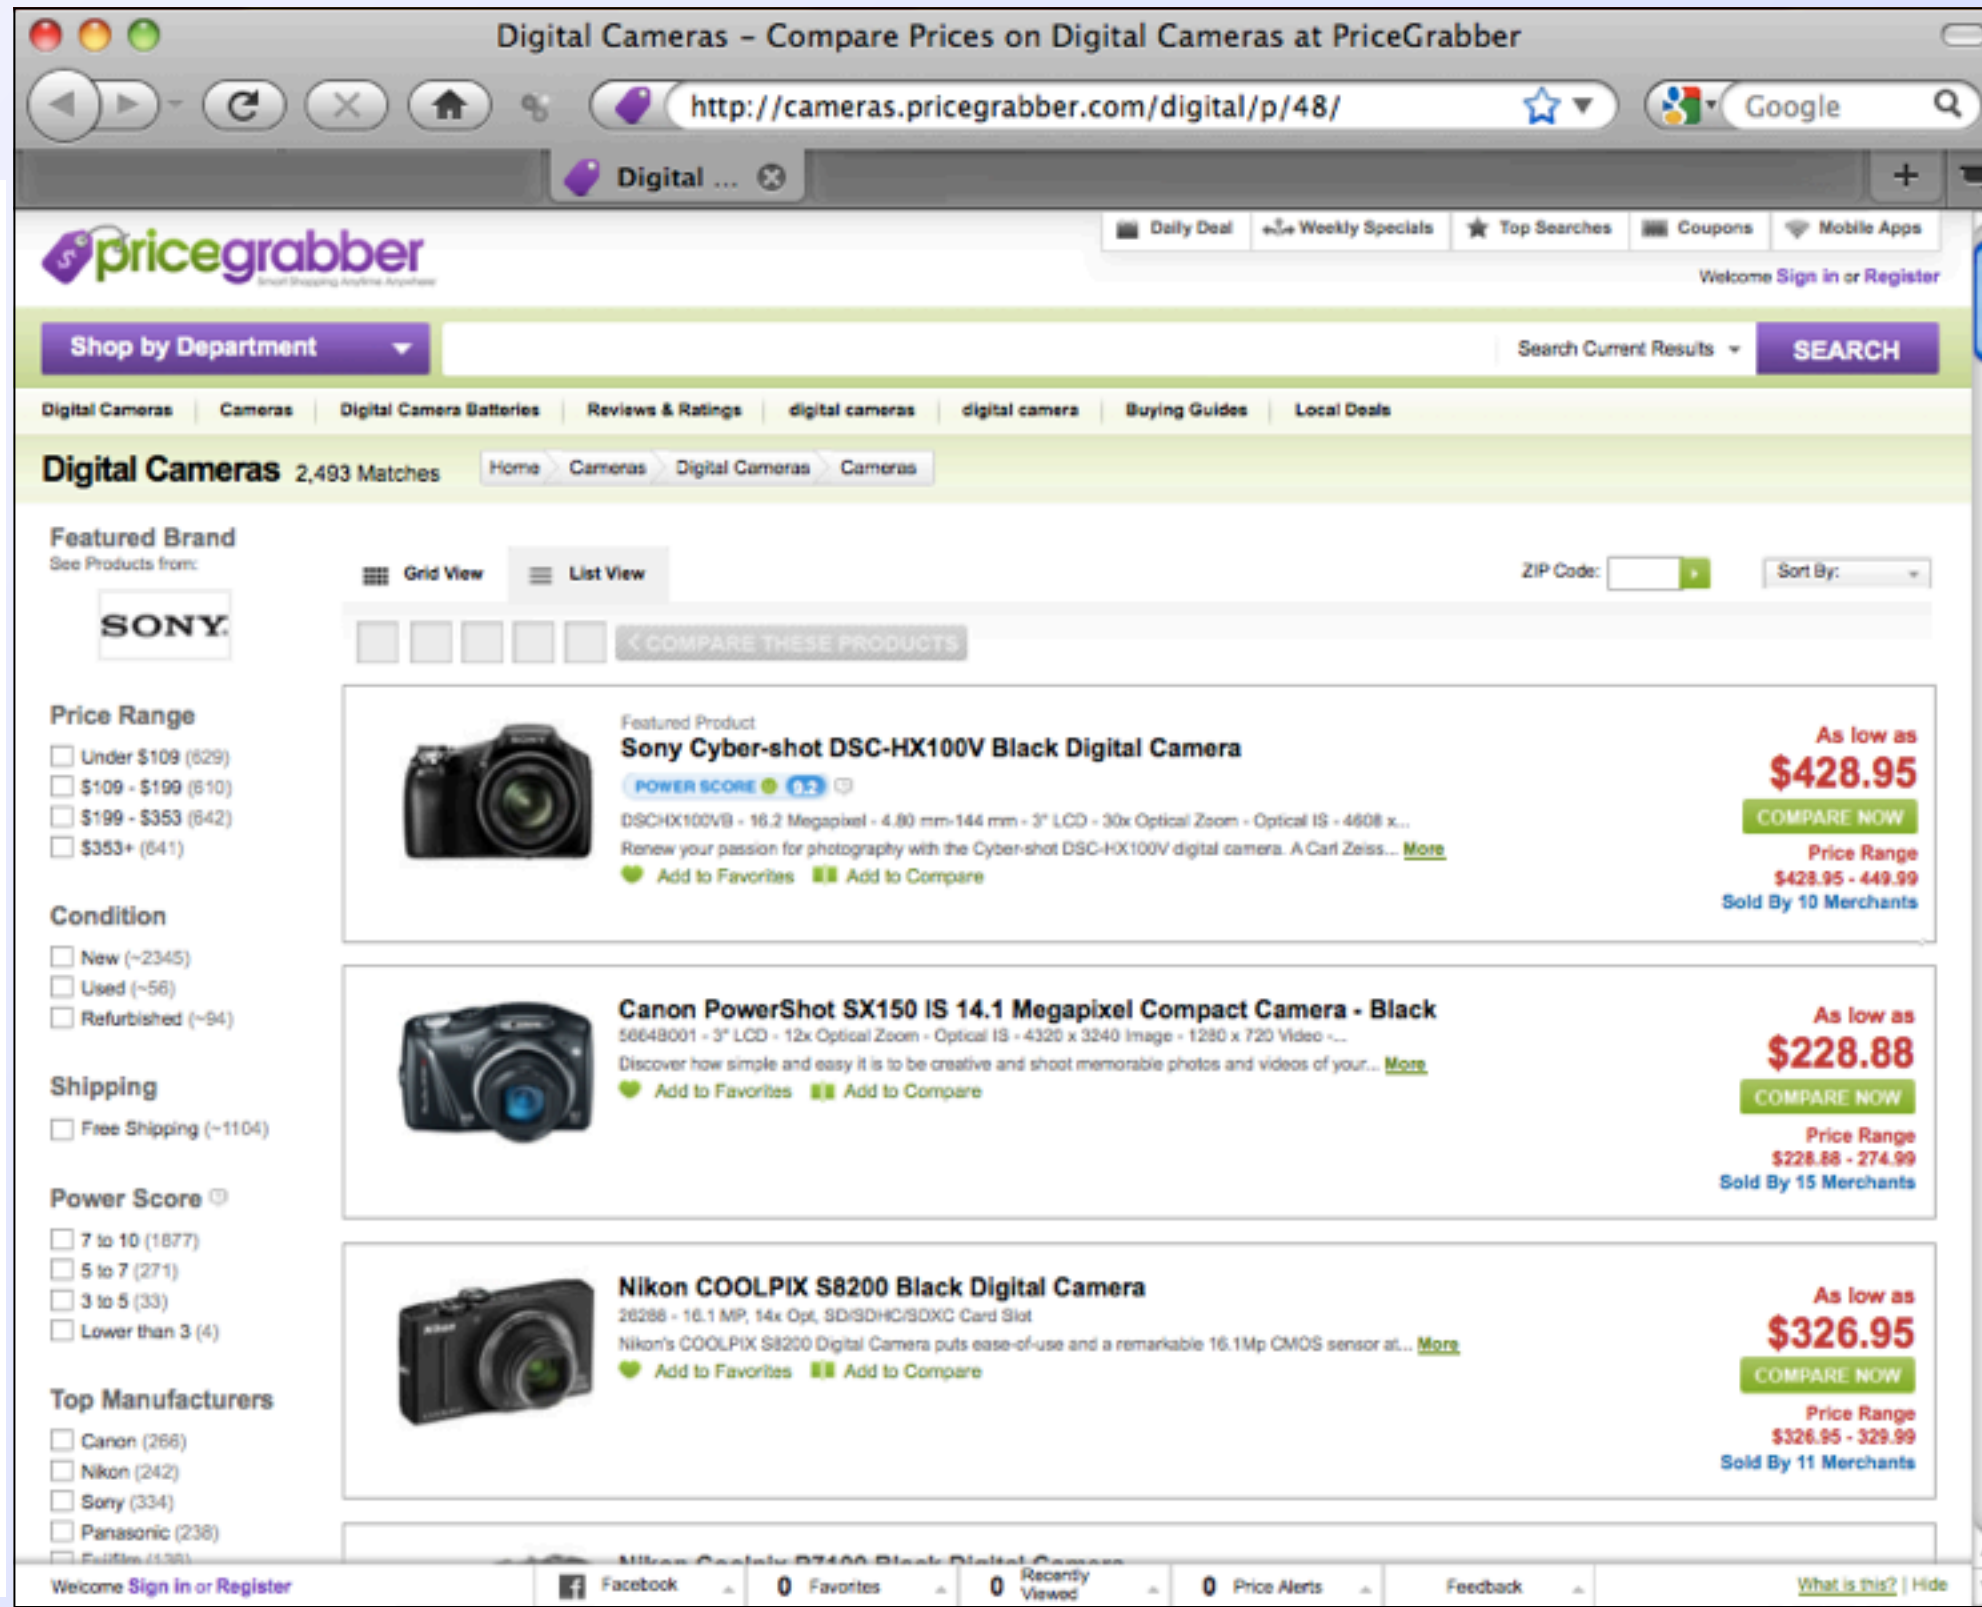 Digital Cameras – Compare Prices on Digital Cameras at PriceGrabber
http://cameras.pricegrabber.com/digital/p/48/
Google
Digital ...
pricegrabber
Smart Shopping Anytime Anywhere
Daily Deal Weekly Specials Top Searches Coupons Mobile Apps
Welcome Sign in or Register
Shop by Department Search Current Results SEARCH
Digital Cameras Cameras Digital Camera Batteries Reviews & Ratings digital cameras digital camera Buying Guides Local Deals
Digital Cameras 2,493 Matches Home Cameras Digital Cameras Cameras
Featured Brand
See Products from:
SONY
Price Range
Under $109 (629)
$109 - $199 (610)
$199 - $353 (642)
$353+ (641)
Condition
New (~2345)
Used (~56)
Refurbished (~94)
Shipping
Free Shipping (~1104)
Power Score
7 to 10 (1877)
5 to 7 (271)
3 to 5 (33)
Lower than 3 (4)
Top Manufacturers
Canon (266)
Nikon (242)
Sony (334)
Panasonic (238)
Grid View List View ZIP Code: Sort By:
< COMPARE THESE PRODUCTS
Featured Product
Sony Cyber-shot DSC-HX100V Black Digital Camera
POWER SCORE 9.2
DSCHX100VB - 16.2 Megapixel - 4.80 mm-144 mm - 3" LCD - 30x Optical Zoom - Optical IS - 4608 x...
Renew your passion for photography with the Cyber-shot DSC-HX100V digital camera. A Carl Zeiss... More
Add to Favorites Add to Compare
As low as
$428.95
COMPARE NOW
Price Range
$428.95 - 449.99
Sold By 10 Merchants
Canon PowerShot SX150 IS 14.1 Megapixel Compact Camera - Black
5664B001 - 3" LCD - 12x Optical Zoom - Optical IS - 4320 x 3240 Image - 1280 x 720 Video -...
Discover how simple and easy it is to be creative and shoot memorable photos and videos of your... More
Add to Favorites Add to Compare
As low as
$228.88
COMPARE NOW
Price Range
$228.88 - 274.99
Sold By 15 Merchants
Nikon COOLPIX S8200 Black Digital Camera
26288 - 16.1 MP, 14x Opt, SD/SDHC/SDXC Card Slot
Nikon's COOLPIX S8200 Digital Camera puts ease-of-use and a remarkable 16.1Mp CMOS sensor at... More
Add to Favorites Add to Compare
As low as
$326.95
COMPARE NOW
Price Range
$326.95 - 329.99
Sold By 11 Merchants
Nikon Coolpix P7100 Black Digital Camera
Welcome Sign in or Register Facebook 0 Favorites 0 Recently Viewed 0 Price Alerts Feedback What is this? | Hide